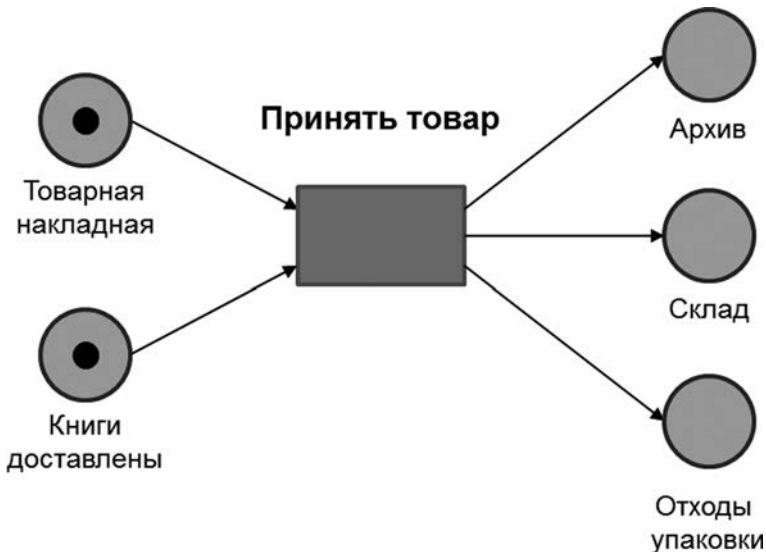 Принять товар
Товарная
накладная
Книги
доставлены
Архив
Склад
Отходы
упаковки